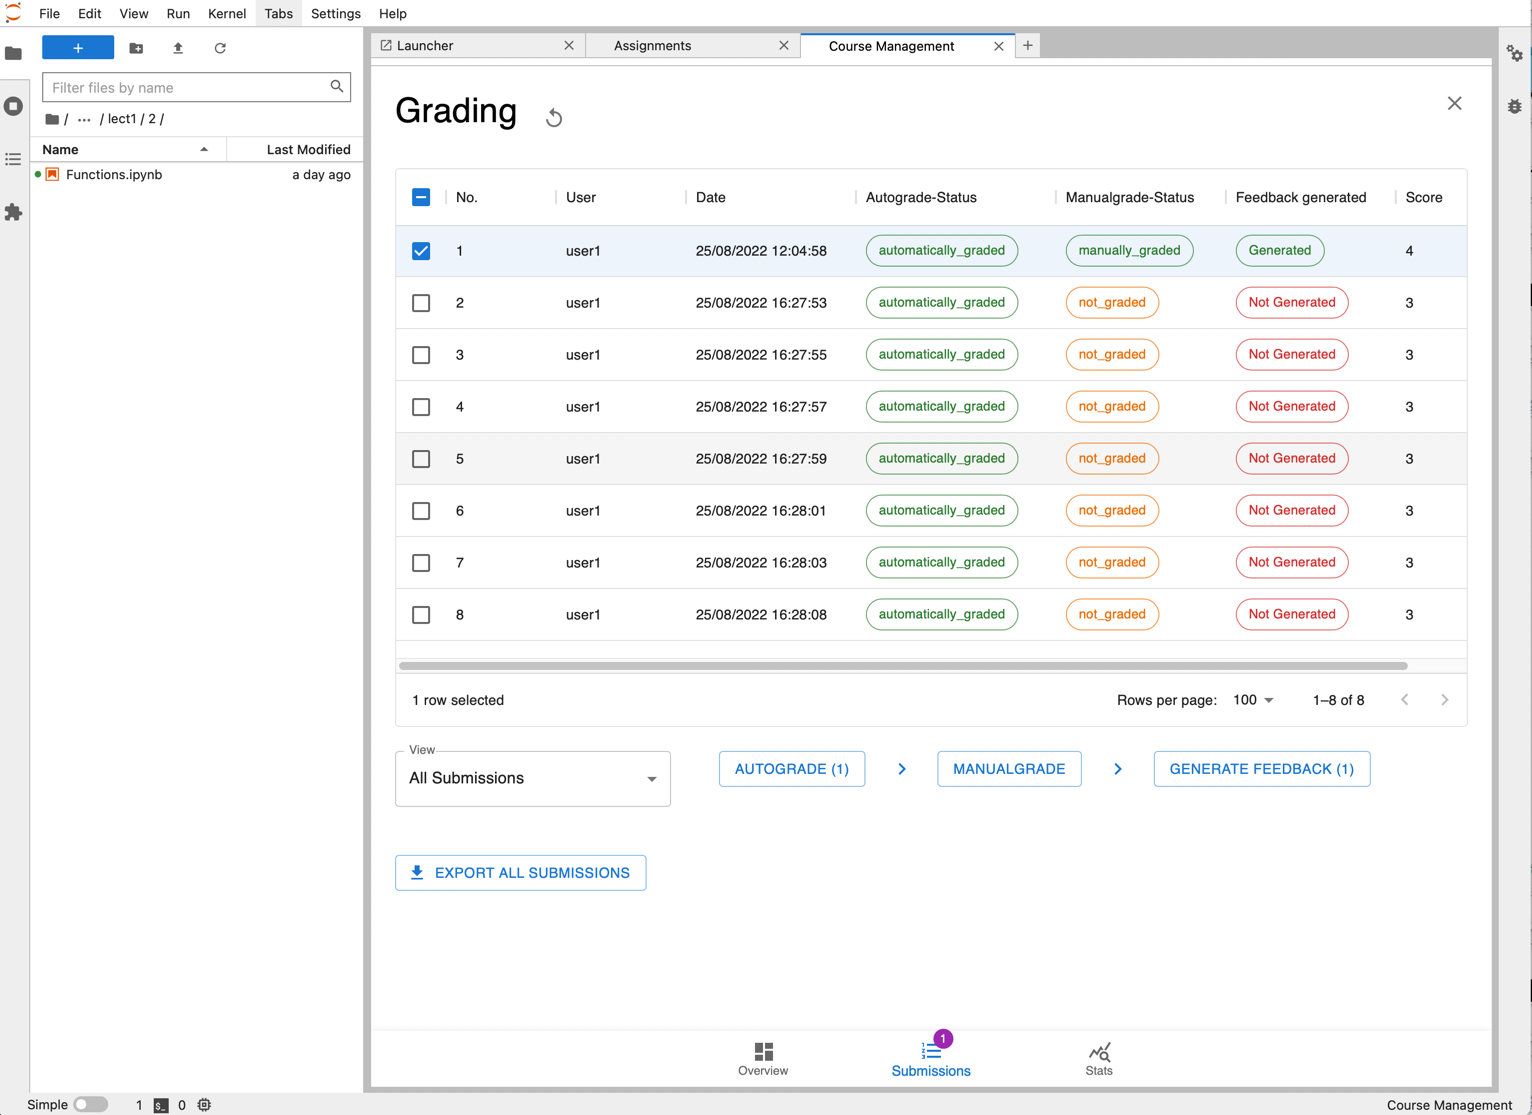 File Edit View Run Kernel Tabs Settings Help
+
Launcher
Assignments
Course Management
Filter files by name
/ ... / lect1 / 2 /
Name Last Modified
Functions.ipynb a day ago
Grading
No. User Date Autograde-Status Manualgrade-Status Feedback generated Score
1 user1 25/08/2022 12:04:58 automatically_graded manually_graded Generated 4
2 user1 25/08/2022 16:27:53 automatically_graded not_graded Not Generated 3
3 user1 25/08/2022 16:27:55 automatically_graded not_graded Not Generated 3
4 user1 25/08/2022 16:27:57 automatically_graded not_graded Not Generated 3
5 user1 25/08/2022 16:27:59 automatically_graded not_graded Not Generated 3
6 user1 25/08/2022 16:28:01 automatically_graded not_graded Not Generated 3
7 user1 25/08/2022 16:28:03 automatically_graded not_graded Not Generated 3
8 user1 25/08/2022 16:28:08 automatically_graded not_graded Not Generated 3
1 row selected Rows per page: 100 1–8 of 8
View
All Submissions
AUTOGRADE (1) MANUALGRADE GENERATE FEEDBACK (1)
EXPORT ALL SUBMISSIONS
1
Overview Submissions Stats
Simple 1 0 Course Management